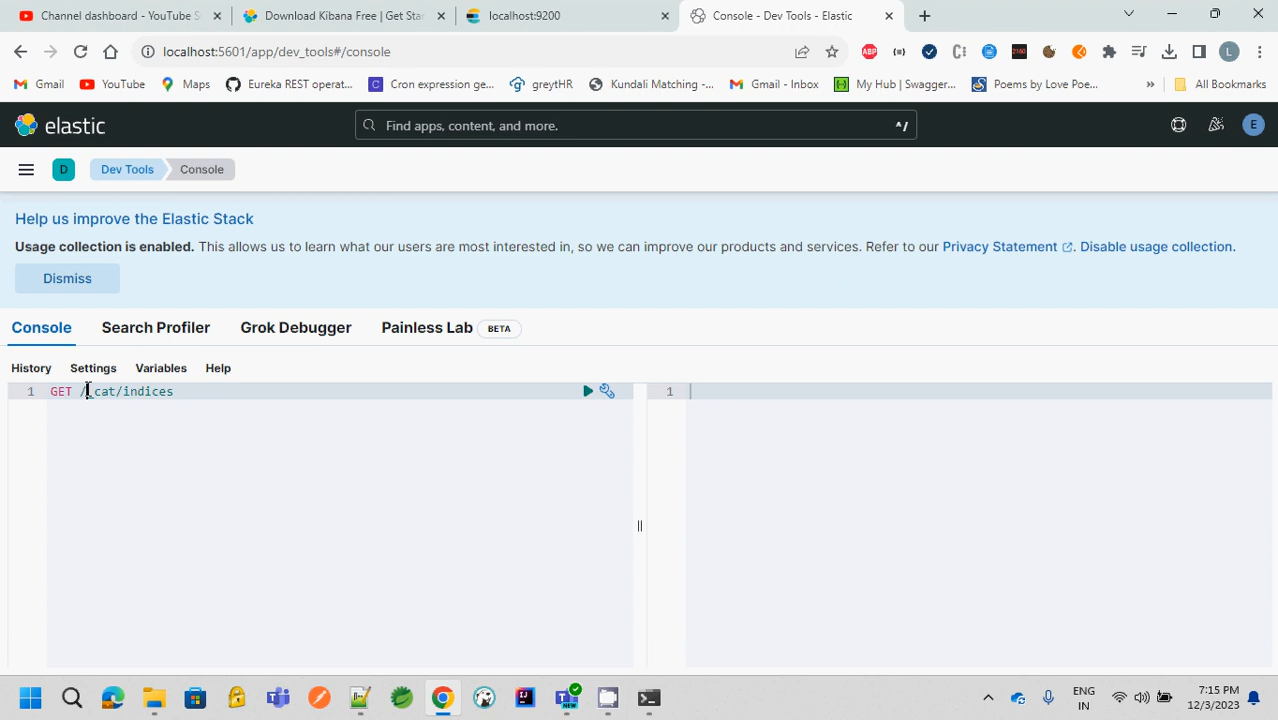 Channel dashboard - YouTube S
Download Kibana Free | Get Star
localhost:9200
Console - Dev Tools - Elastic
localhost:5601/app/dev_tools#/console
ABP
2160
L
Gmail
YouTube
Maps
Eureka REST operat...
Cron expression ge...
greytHR
Kundali Matching -...
Gmail - Inbox
My Hub | Swagger...
Poems by Love Poe...
»
All Bookmarks
elastic
Find apps, content, and more.
^/
E
D
Dev Tools
Console
Help us improve the Elastic Stack
Usage collection is enabled. This allows us to learn what our users are most interested in, so we can improve our products and services. Refer to our Privacy Statement. Disable usage collection.
Dismiss
Console
Search Profiler
Grok Debugger
Painless Lab
BETA
History
Settings
Variables
Help
1
GET /_cat/indices
1
NEW
ENG
IN
7:15 PM
12/3/2023